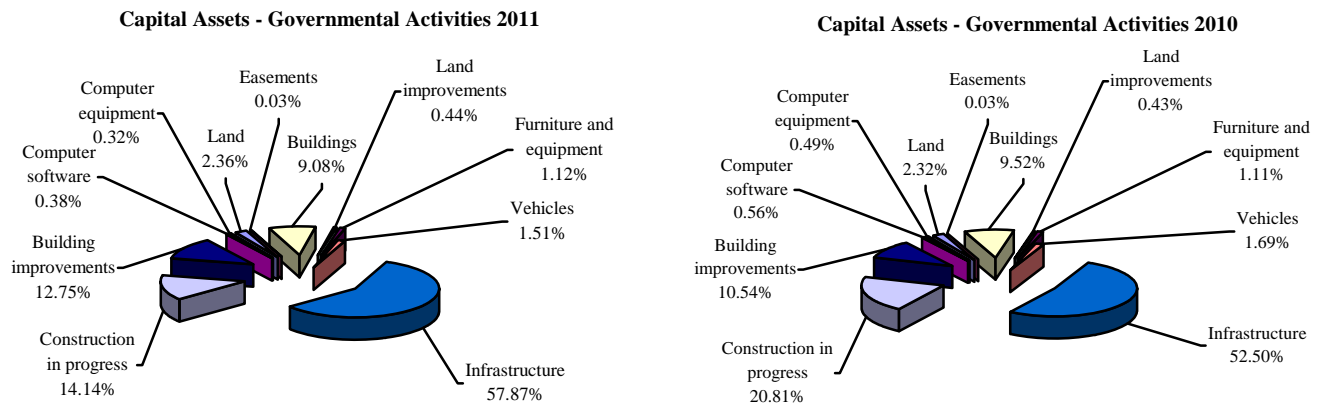 Capital Assets - Governmental Activities 2011
Computer
equipment
0.32%
Easements
0.03%
Land
improvements
0.44%
Land
2.36%
Buildings
9.08%
Furniture and
equipment
1.12%
Computer
software
0.38%
Vehicles
1.51%
Building
improvements
12.75%
Construction
in progress
14.14%
Infrastructure
57.87%
Capital Assets - Governmental Activities 2010
Computer
equipment
0.49%
Easements
0.03%
Land
improvements
0.43%
Land
2.32%
Buildings
9.52%
Furniture and
equipment
1.11%
Computer
software
0.56%
Vehicles
1.69%
Building
improvements
10.54%
Construction in
progress
20.81%
Infrastructure
52.50%